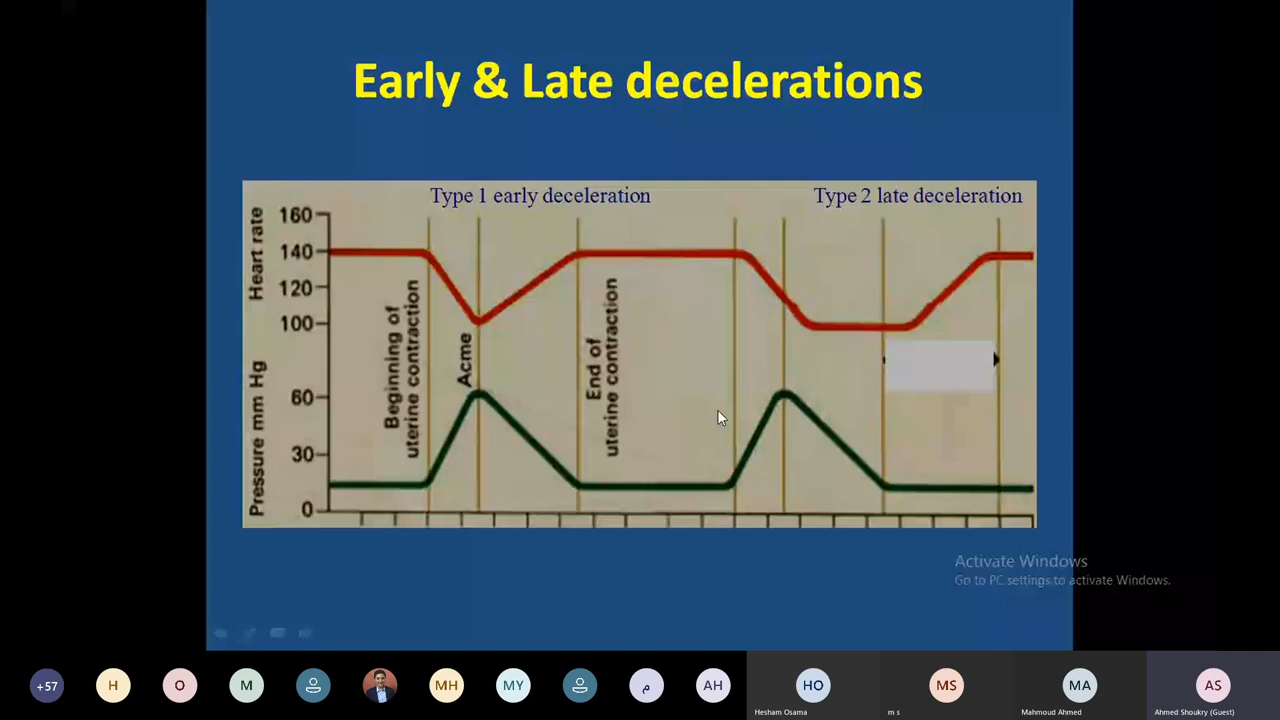 Early & Late decelerations
Type 1 early deceleration
Type 2 late deceleration
Heart rate
160
140
120
100
Pressure mm Hg
60
30
0
Beginning of
uterine contraction
Acme
End of
uterine contraction
Activate Windows
Go to PC settings to activate Windows.
+57
H
O
M
MH
MY
م
AH
HO
Hesham Osama
MS
m s
MA
Mahmoud Ahmed
AS
Ahmed Shoukry (Guest)